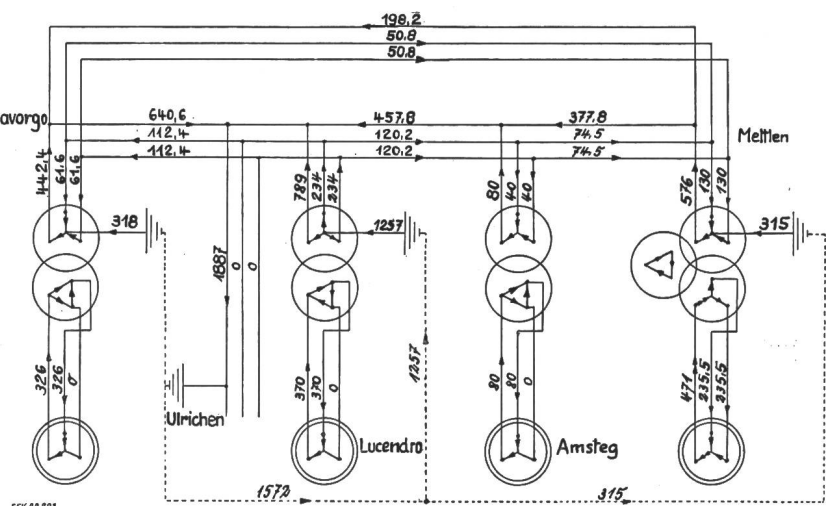 198,2
50,8
50,8
avorgo 640,6 457,8 377,8
112,4 120,2 74,5 Mettlen
112,4 120,2 74,5
442,4 61,6 61,6 789 234 234 80 40 40 576 130 130
318 1257 315
1887 0 0
1257
326 326 0 370 370 0 80 80 0 471 235,5 235,5
Ulrichen
Lucendro Amsteg
1572 315